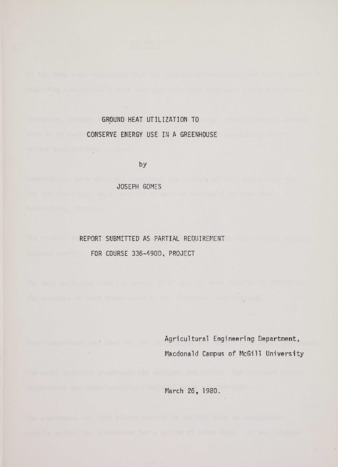 GROUND HEAT UTILIZATION TO
CONSERVE ENERGY USE IN A GREENHOUSE
by
JOSEPH GOMES
REPORT SUBMITTED AS PARTIAL REQUIREMENT
FOR COURSE 336-490D, PROJECT
Agricultural Engineering Department,
Macdonald Campus of McGill University
March 26, 1980.